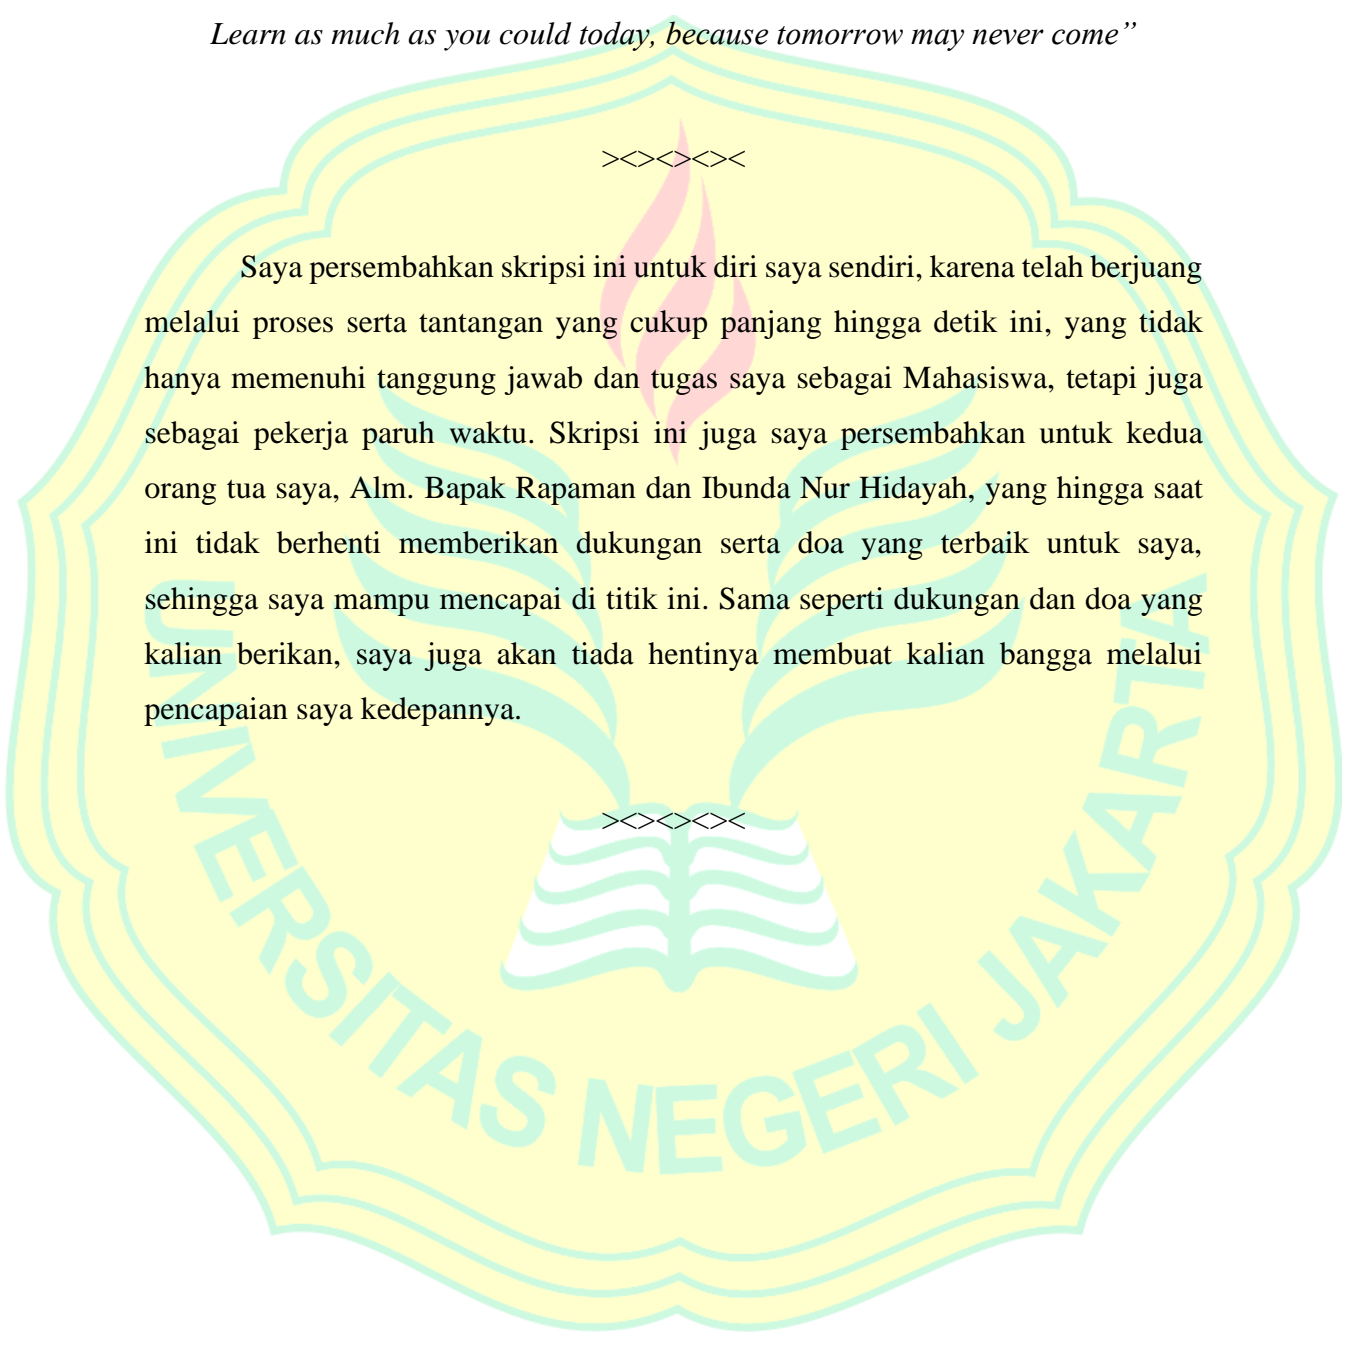 Learn as much as you could today, because tomorrow may never come”
><><><><
Saya persembahkan skripsi ini untuk diri saya sendiri, karena telah berjuang
melalui proses serta tantangan yang cukup panjang hingga detik ini, yang tidak
hanya memenuhi tanggung jawab dan tugas saya sebagai Mahasiswa, tetapi juga
sebagai pekerja paruh waktu. Skripsi ini juga saya persembahkan untuk kedua
orang tua saya, Alm. Bapak Rapaman dan Ibunda Nur Hidayah, yang hingga saat
ini tidak berhenti memberikan dukungan serta doa yang terbaik untuk saya,
sehingga saya mampu mencapai di titik ini. Sama seperti dukungan dan doa yang
kalian berikan, saya juga akan tiada hentinya membuat kalian bangga melalui
pencapaian saya kedepannya.
><><><><
UNIVERSITAS NEGERI JAKARTA